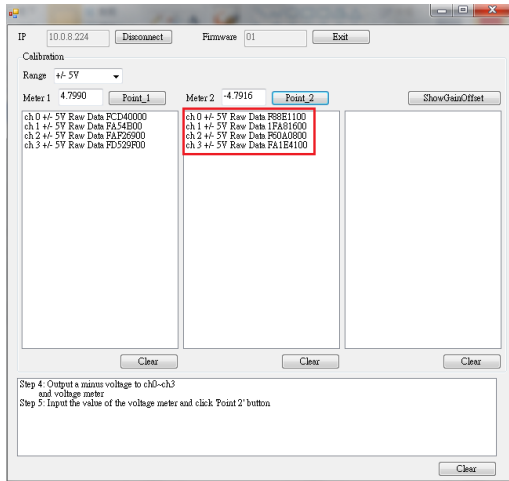 IP 10.0.8.224 Disconnect Firmware 01 Exit
Calibration
Range +/- 5V
Meter 1 4.7990 Point_1 Meter 2 -4.7916 Point_2 ShowGainOffset
ch 0 +/- 5V Raw Data FCD40000
ch 1 +/- 5V Raw Data FA54B00
ch 2 +/- 5V Raw Data FAF26900
ch 3 +/- 5V Raw Data FD529F00
ch 0 +/- 5V Raw Data F88E1100
ch 1 +/- 5V Raw Data 1FA81600
ch 2 +/- 5V Raw Data F60A0800
ch 3 +/- 5V Raw Data FA1E4100
Clear Clear Clear
Step 4: Output a minus voltage to ch0~ch3
and voltage meter
Step 5: Input the value of the voltage meter and click 'Point 2' button
Clear